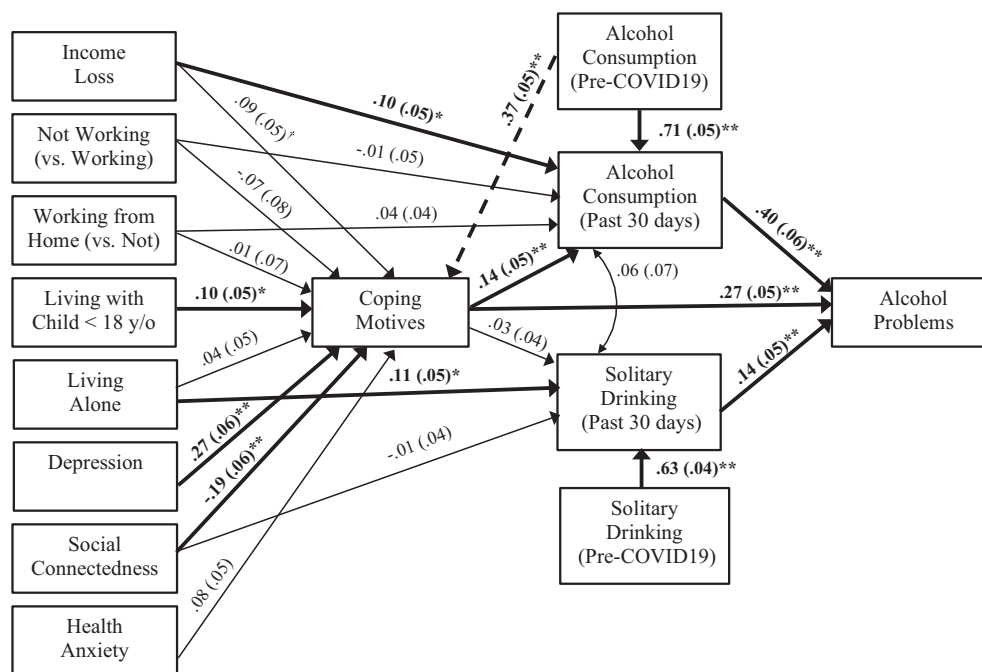 Income
Loss
Not Working
(vs. Working)
Working from
Home (vs. Not)
Living with
Child < 18 y/o
Living
Alone
Depression
Social
Connectedness
Health
Anxiety
.09 (.05)†
.10 (.05)*
-.01 (.05)
-.07 (.08)
.04 (.04)
.01 (.07)
.10 (.05)*
.04 (.05)
.11 (.05)*
.27 (.06)**
-.19 (.06)**
-.01 (.04)
.08 (.05)
Coping
Motives
.37 (.05)**
.14 (.05)**
.27 (.05)**
.03 (.04)
Alcohol
Consumption
(Pre-COVID19)
.71 (.05)**
Alcohol
Consumption
(Past 30 days)
.06 (.07)
Solitary
Drinking
(Past 30 days)
.63 (.04)**
Solitary
Drinking
(Pre-COVID19)
.40 (.06)**
.14 (.05)**
Alcohol
Problems